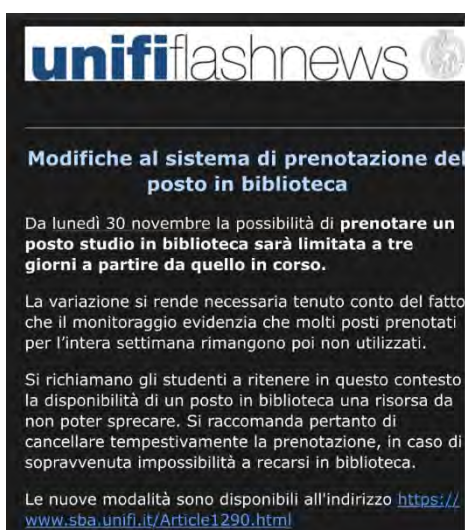 unififlashnews
Modifiche al sistema di prenotazione del
posto in biblioteca
Da lunedì 30 novembre la possibilità di prenotare un
posto studio in biblioteca sarà limitata a tre
giorni a partire da quello in corso.
La variazione si rende necessaria tenuto conto del fatto
che il monitoraggio evidenzia che molti posti prenotati
per l'intera settimana rimangono poi non utilizzati.
Si richiamano gli studenti a ritenere in questo contesto
la disponibilità di un posto in biblioteca una risorsa da
non poter sprecare. Si raccomanda pertanto di
cancellare tempestivamente la prenotazione, in caso di
sopravvenuta impossibilità a recarsi in biblioteca.
Le nuove modalità sono disponibili all'indirizzo https://
www.sba.unifi.it/Article1290.html